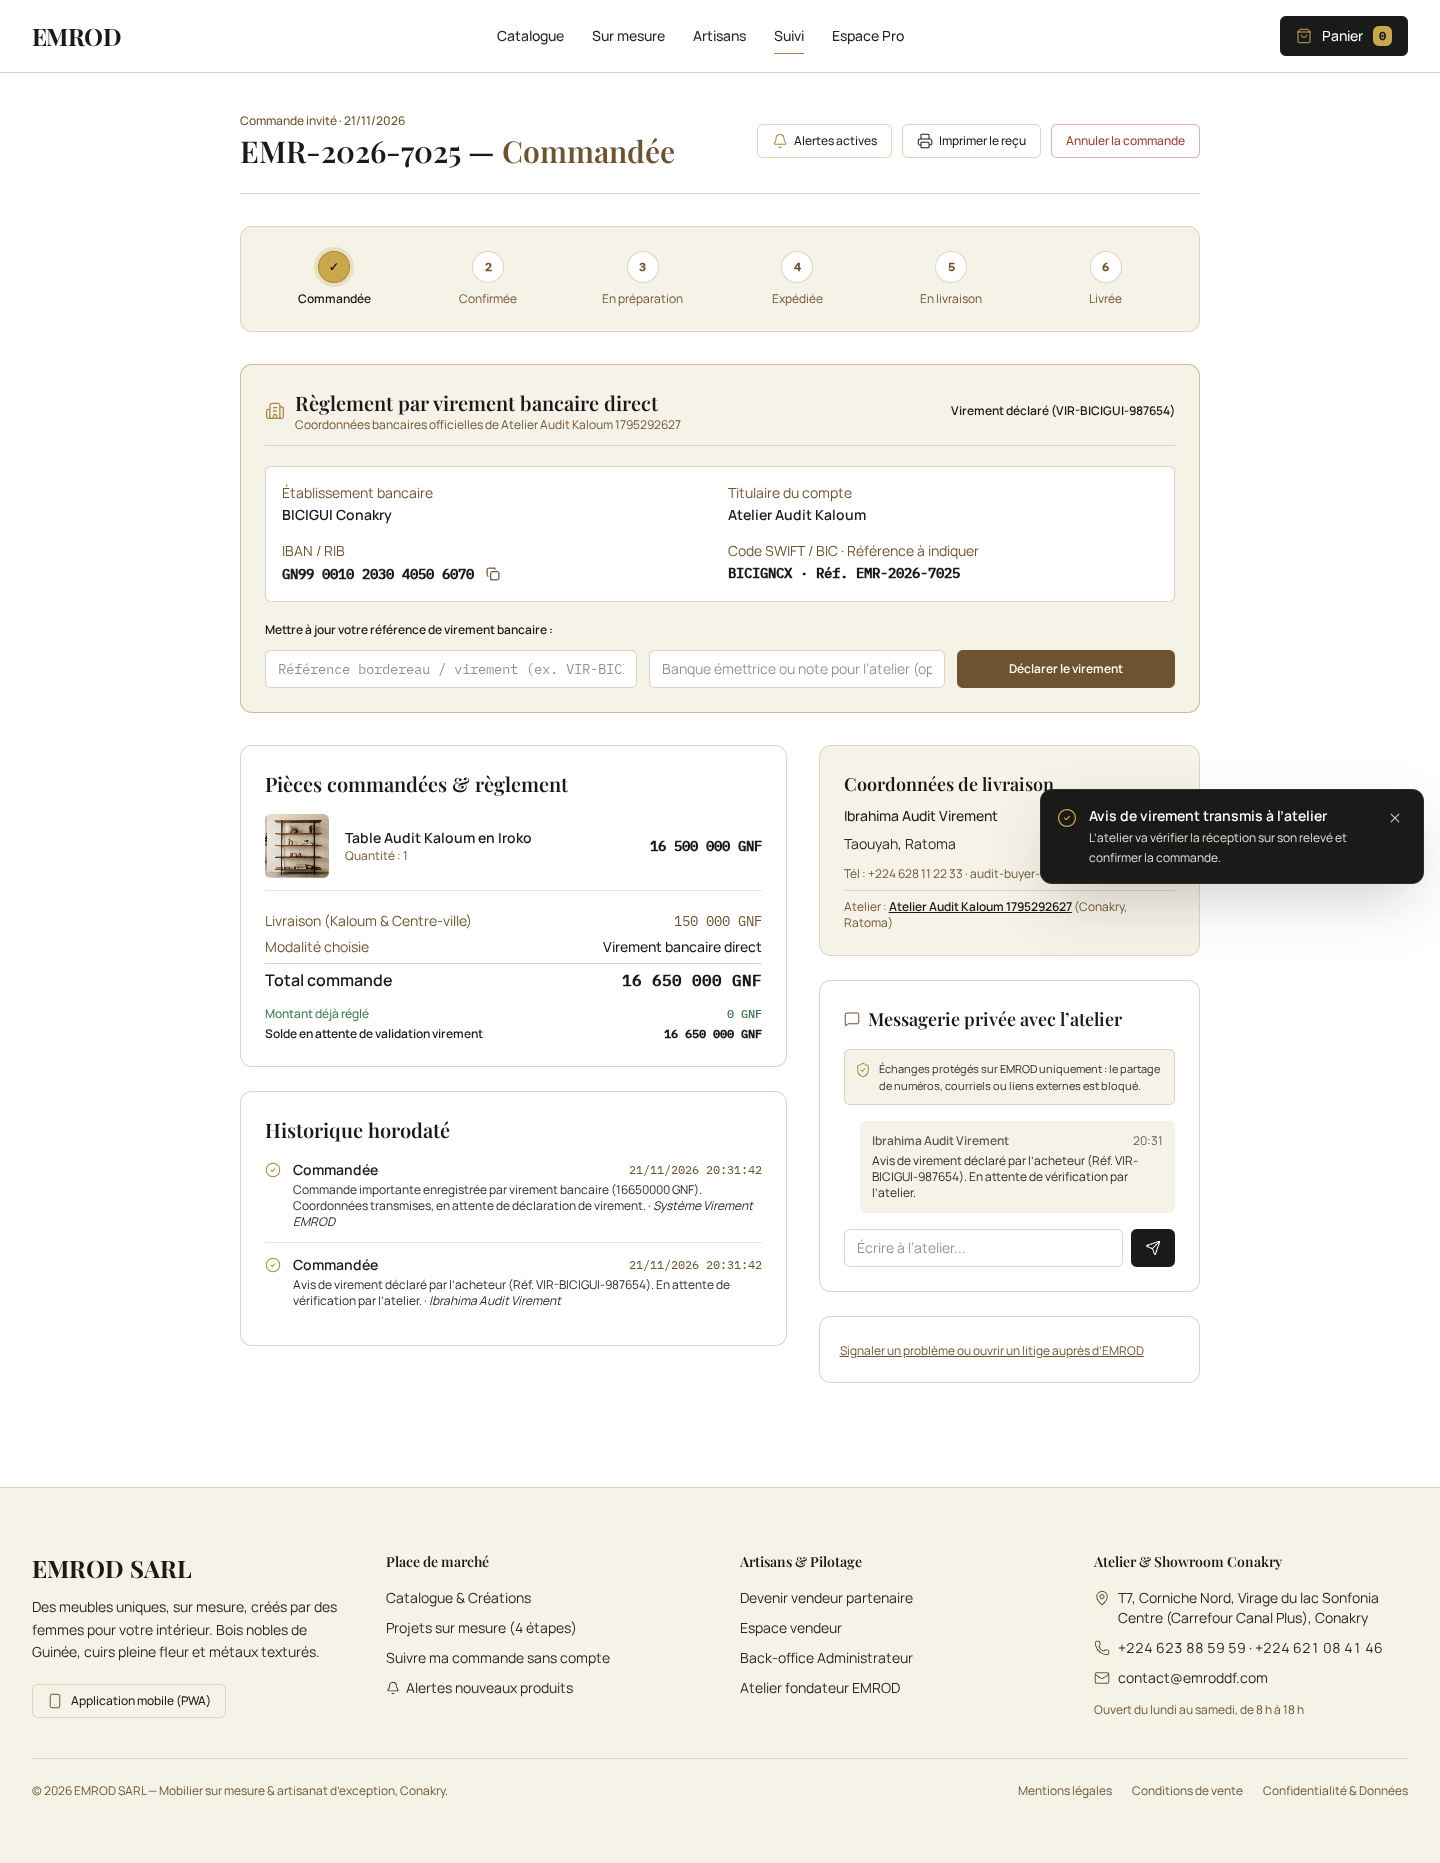 EMROD
Catalogue
Sur mesure
Artisans
Suivi
Espace Pro
Panier
0
Commande invité · 21/11/2026
EMR-2026-7025 — Commandée
Alertes actives
Imprimer le reçu
Annuler la commande
✓
2
3
4
5
6
Commandée
Confirmée
En préparation
Expédiée
En livraison
Livrée
Règlement par virement bancaire direct
Coordonnées bancaires officielles de Atelier Audit Kaloum 1795292627
Virement déclaré (VIR-BICIGUI-987654)
Établissement bancaire
BICIGUI Conakry
Titulaire du compte
Atelier Audit Kaloum
IBAN / RIB
GN99 0010 2030 4050 6070
Code SWIFT / BIC · Référence à indiquer
BICIGNCX · Réf. EMR-2026-7025
Mettre à jour votre référence de virement bancaire :
Référence bordereau / virement (ex. VIR-BIC
Banque émettrice ou note pour l'atelier (op
Déclarer le virement
Pièces commandées & règlement
Table Audit Kaloum en Iroko
Quantité : 1
16 500 000 GNF
Livraison (Kaloum & Centre-ville)
150 000 GNF
Modalité choisie
Virement bancaire direct
Total commande
16 650 000 GNF
Montant déjà réglé
0 GNF
Solde en attente de validation virement
16 650 000 GNF
Historique horodaté
Commandée
21/11/2026 20:31:42
Commande importante enregistrée par virement bancaire (16650000 GNF).
Coordonnées transmises, en attente de déclaration de virement. · Système Virement
EMROD
Commandée
21/11/2026 20:31:42
Avis de virement déclaré par l'acheteur (Réf. VIR-BICIGUI-987654). En attente de
vérification par l'atelier. · Ibrahima Audit Virement
Coordonnées de livraison
Ibrahima Audit Virement
Taouyah, Ratoma
Tél : +224 628 11 22 33 · audit-buyer-
Atelier : Atelier Audit Kaloum 1795292627 (Conakry,
Ratoma)
Avis de virement transmis à l'atelier
L'atelier va vérifier la réception sur son relevé et
confirmer la commande.
Messagerie privée avec l'atelier
Échanges protégés sur EMROD uniquement : le partage
de numéros, courriels ou liens externes est bloqué.
Ibrahima Audit Virement
20:31
Avis de virement déclaré par l'acheteur (Réf. VIR-
BICIGUI-987654). En attente de vérification par
l'atelier.
Écrire à l'atelier...
Signaler un problème ou ouvrir un litige auprès d'EMROD
EMROD SARL
Des meubles uniques, sur mesure, créés par des
femmes pour votre intérieur. Bois nobles de
Guinée, cuirs pleine fleur et métaux texturés.
Application mobile (PWA)
Place de marché
Catalogue & Créations
Projets sur mesure (4 étapes)
Suivre ma commande sans compte
Alertes nouveaux produits
Artisans & Pilotage
Devenir vendeur partenaire
Espace vendeur
Back-office Administrateur
Atelier fondateur EMROD
Atelier & Showroom Conakry
T7, Corniche Nord, Virage du lac Sonfonia
Centre (Carrefour Canal Plus), Conakry
+224 623 88 59 59 · +224 621 08 41 46
contact@emroddf.com
Ouvert du lundi au samedi, de 8 h à 18 h
© 2026 EMROD SARL — Mobilier sur mesure & artisanat d'exception, Conakry.
Mentions légales
Conditions de vente
Confidentialité & Données